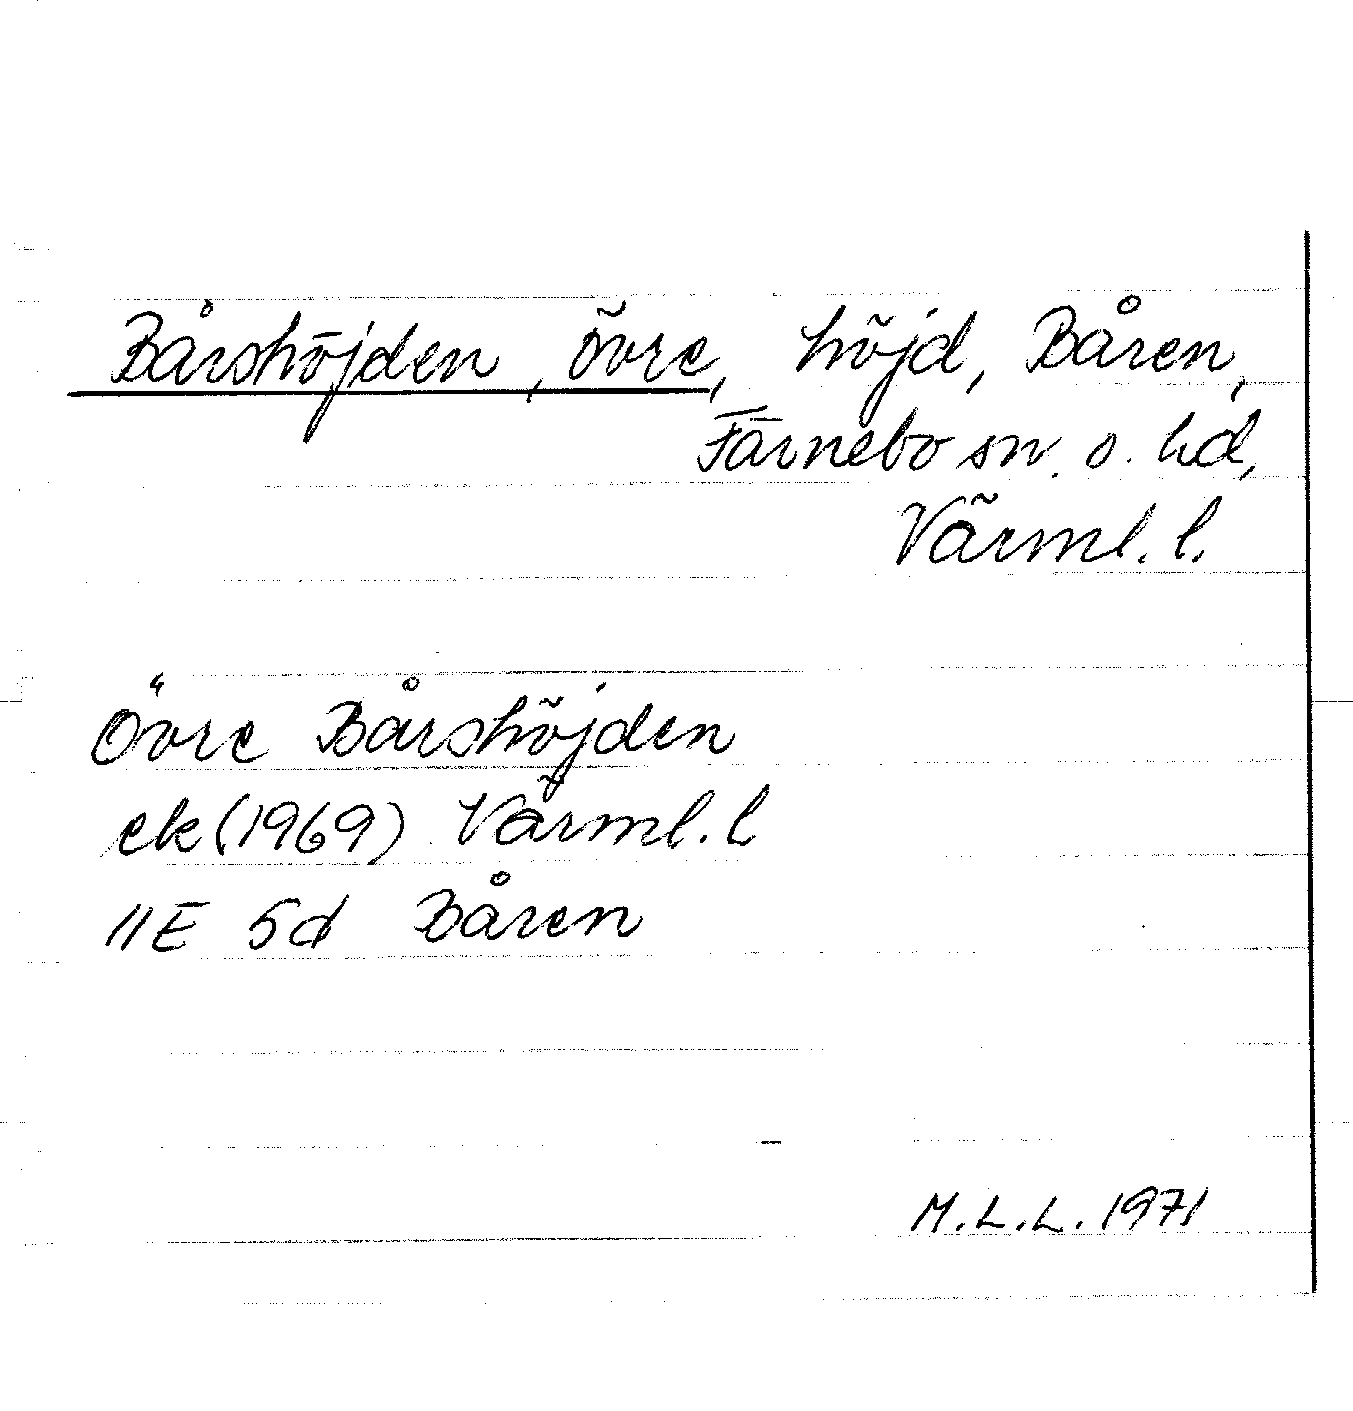 Bårshöjden, övre, höjd, Båren,
Färnebo sn. o. hd,
Värml. l.
Övre Bårshöjden
ek (1969) Värml. l
11E 5d Båren
M.L.L. 1971